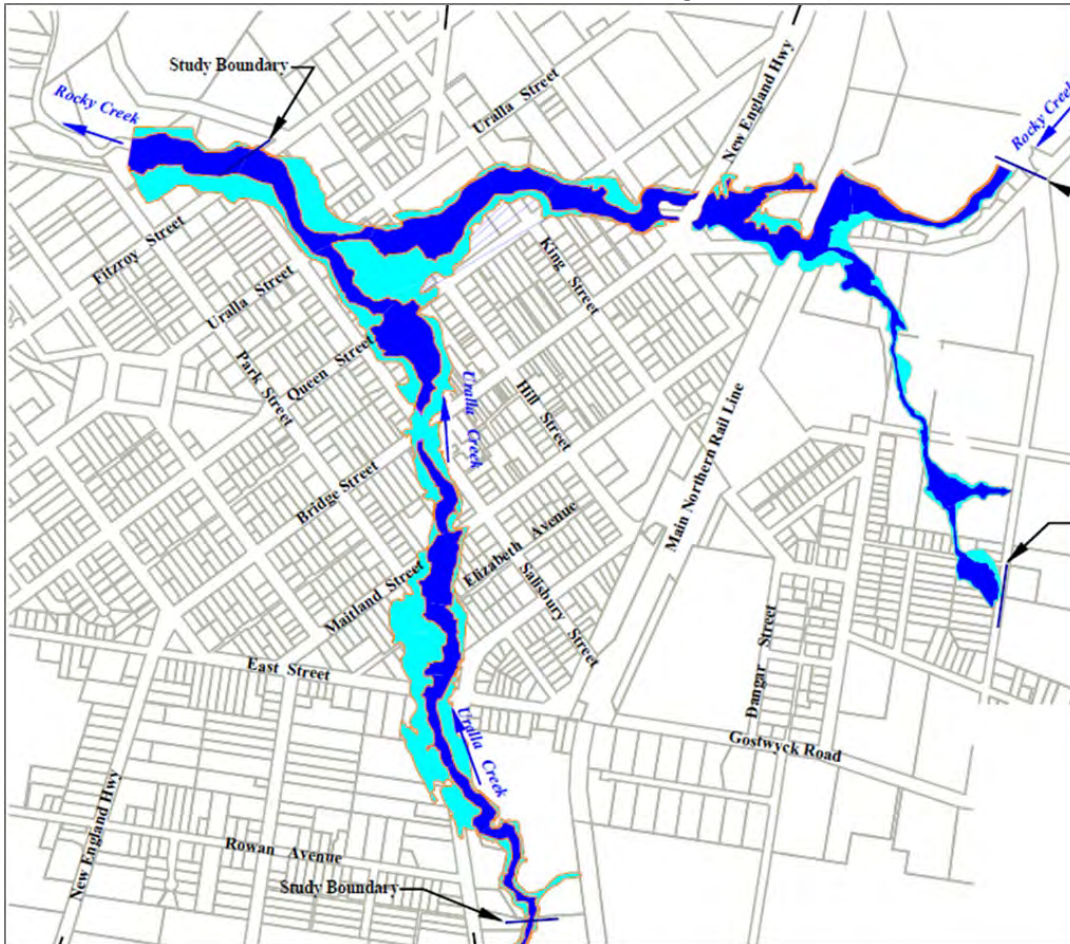 Study Boundary
Rocky Creek
Uralla Street
New England Hwy
Rocky Creek
Fitzroy Street
Uralla Street
King Street
Park Street
Queen Street
Uralla Creek
Hill Street
Main Northern Rail Line
Bridge Street
Elizabeth Avenue
Maitland Street
Salisbury Street
Dangar Street
East Street
Uralla Creek
Gostwyck Road
New England Hwy
Rowan Avenue
Study Boundary